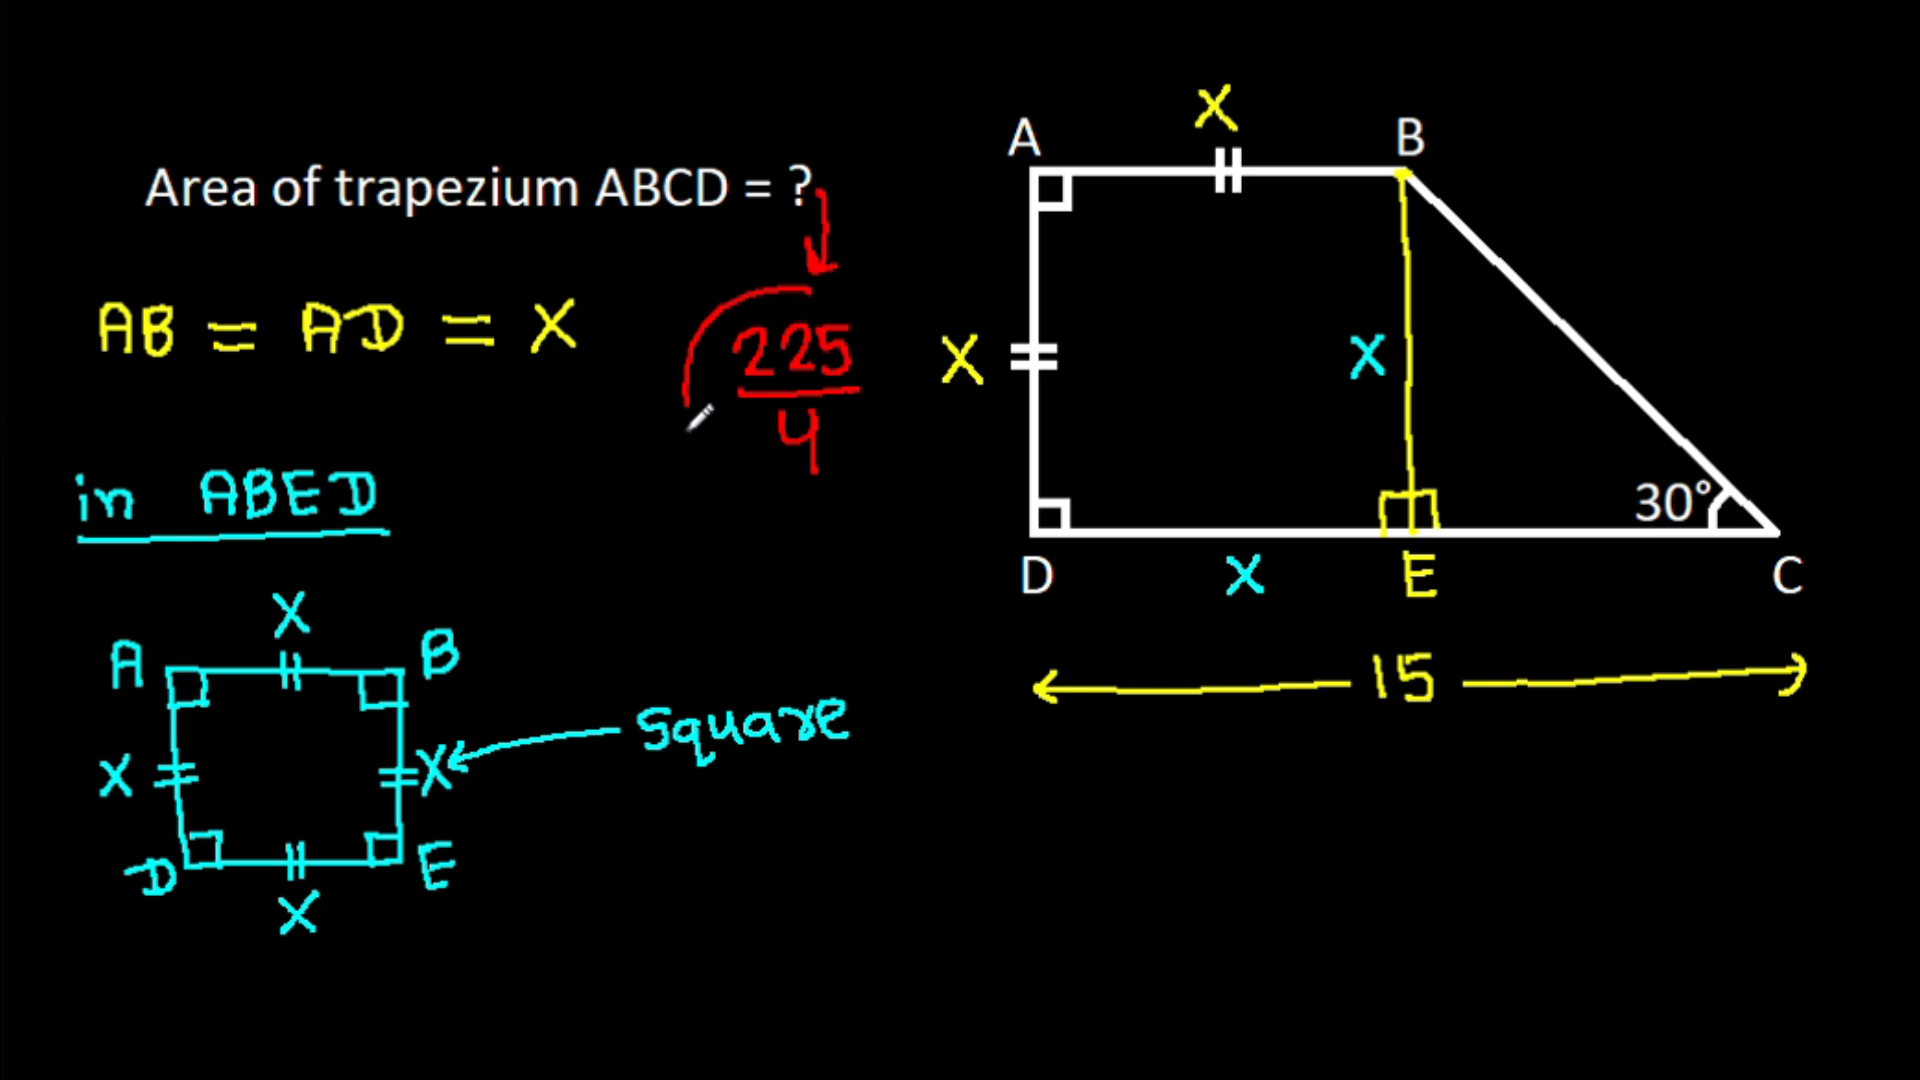 Area of trapezium ABCD = ?
AB = AD = X
225
4
in ABED
X
A
B
X
X
Square
D
E
X
X
A
B
X
X
30°
D
X
E
C
15